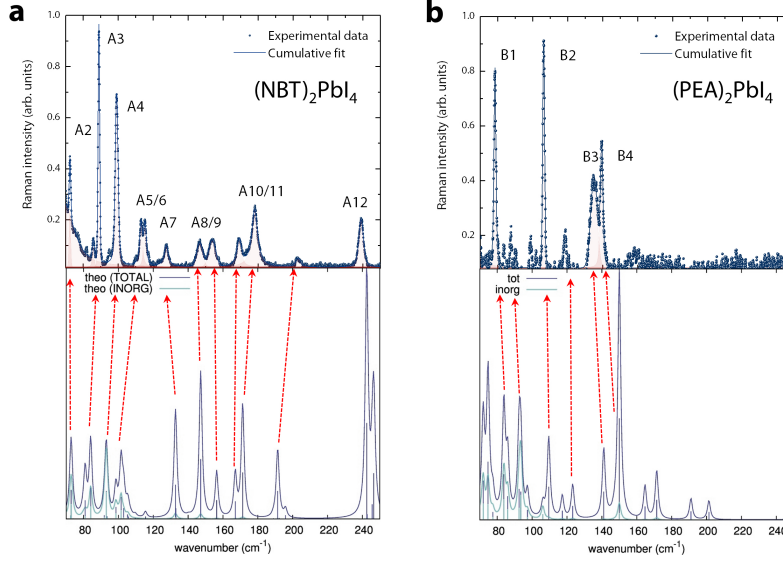 a
Raman intensity (arb. units)
1.0
0.8
0.6
0.4
0.2
A2
A3
A4
A5/6
A7
A8/9
A10/11
A12
Experimental data
Cumulative fit
(NBT)₂PbI₄
theo (TOTAL)
theo (INORG)
80 100 120 140 160 180 200 220 240
wavenumber (cm⁻¹)
b
Raman intensity (arb. units)
1.0
0.8
0.6
0.4
0.2
B1
B2
B3
B4
Experimental data
Cumulative fit
(PEA)₂PbI₄
tot
inorg
80 100 120 140 160 180 200 220 240
wavenumber (cm⁻¹)